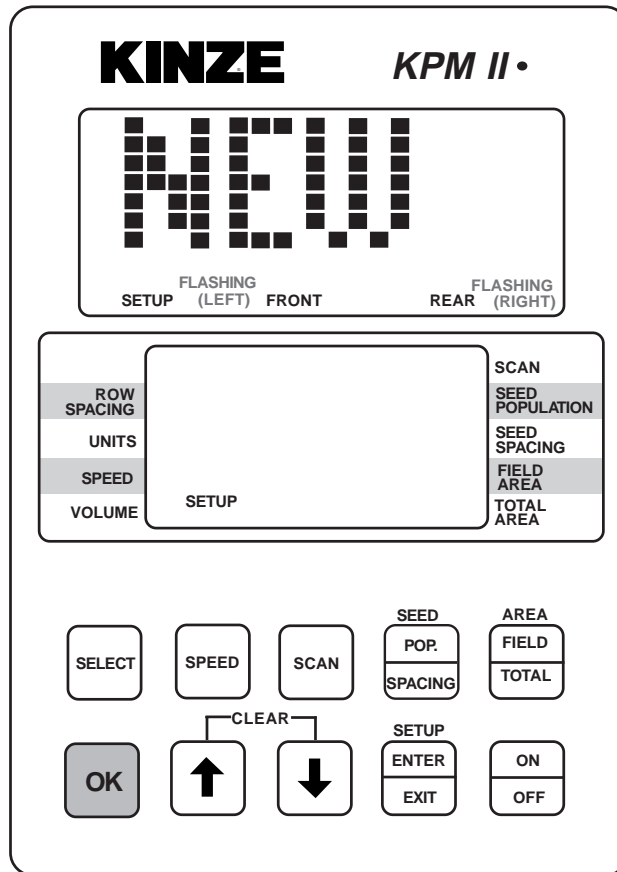 KINZE KPM II •
NEW
FLASHING FLASHING
SETUP (LEFT) FRONT REAR (RIGHT)
SCAN
ROW SPACING
SEED POPULATION
UNITS
SEED SPACING
SPEED
FIELD AREA
VOLUME
SETUP
TOTAL AREA
SEED AREA
SELECT SPEED SCAN POP. FIELD
SPACING TOTAL
CLEAR SETUP
OK ENTER ON
EXIT OFF